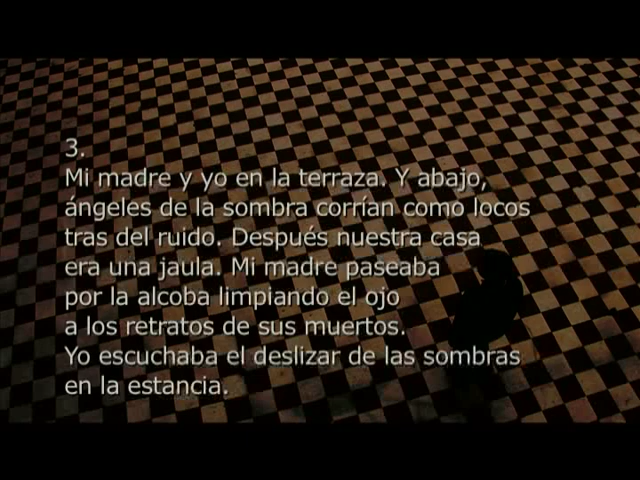 3.
Mi madre y yo en la terraza. Y abajo,
ángeles de la sombra corrían como locos
tras del ruido. Después nuestra casa
era una jaula. Mi madre paseaba
por la alcoba limpiando el ojo
a los retratos de sus muertos.
Yo escuchaba el deslizar de las sombras
en la estancia.